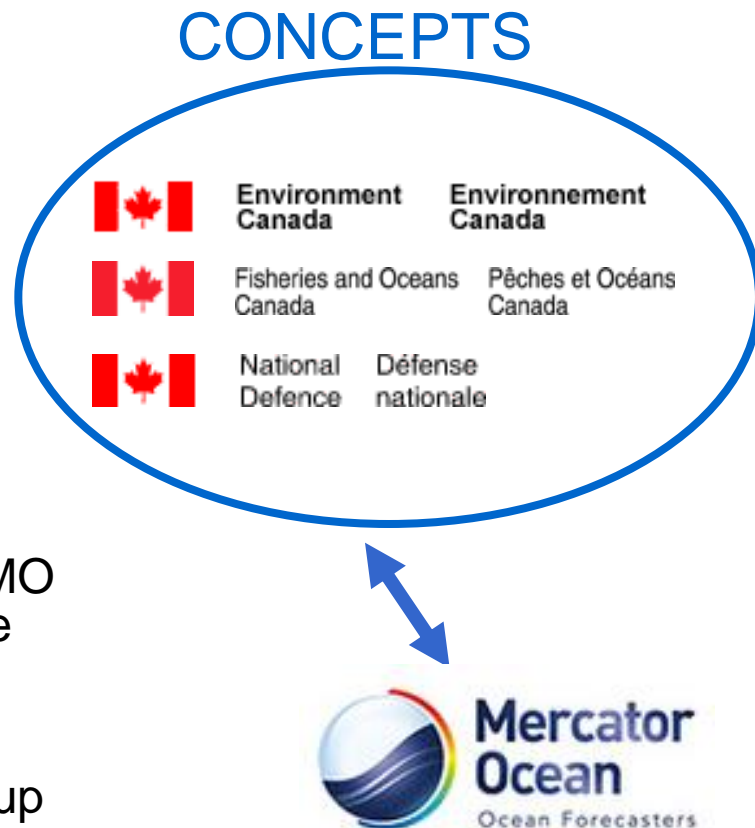 CONCEPTS
Environment Environnement
Canada Canada
Fisheries and Oceans Pêches et Océans
Canada Canada
National Défense
Defence nationale
MO
e
up
Mercator
Ocean
Ocean Forecasters